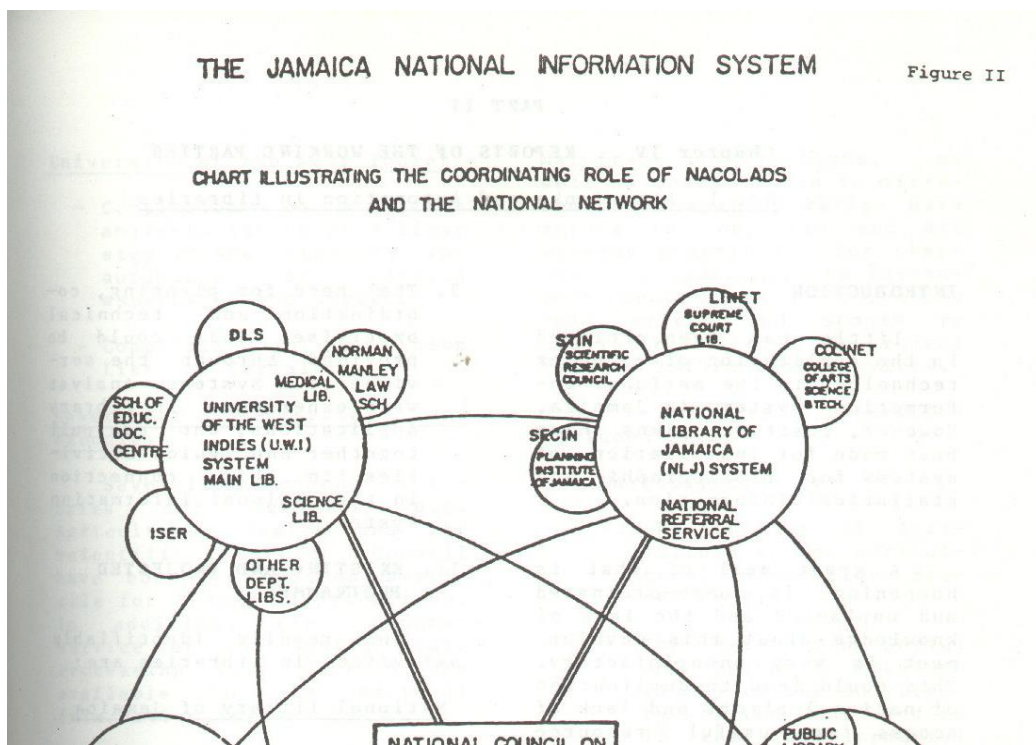 THE JAMAICA NATIONAL INFORMATION SYSTEM
Figure II
CHART ILLUSTRATING THE COORDINATING ROLE OF NACOLADS
AND THE NATIONAL NETWORK
DLS
NORMAN
MANLEY
LAW
SCH
SCH. OF
EDUC.
DOC.
CENTRE
MEDICAL
LIB.
UNIVERSITY
OF THE WEST
INDIES (U.W.I)
SYSTEM
MAIN LIB.
SCIENCE
LIB.
ISER
OTHER
DEPT.
LIBS.
LINET
SUPREME
COURT
LIB.
STIN
SCIENTIFIC
RESEARCH
COUNCIL
COLYNET
COLLEGE
OF ARTS
SCIENCE
& TECH.
SECIN
PLANNING
INSTITUTE
OF JAMAICA
NATIONAL
LIBRARY OF
JAMAICA
(NLJ) SYSTEM
NATIONAL
REFERRAL
SERVICE
NATIONAL COUNCIL ON
PUBLIC
LIBRARY